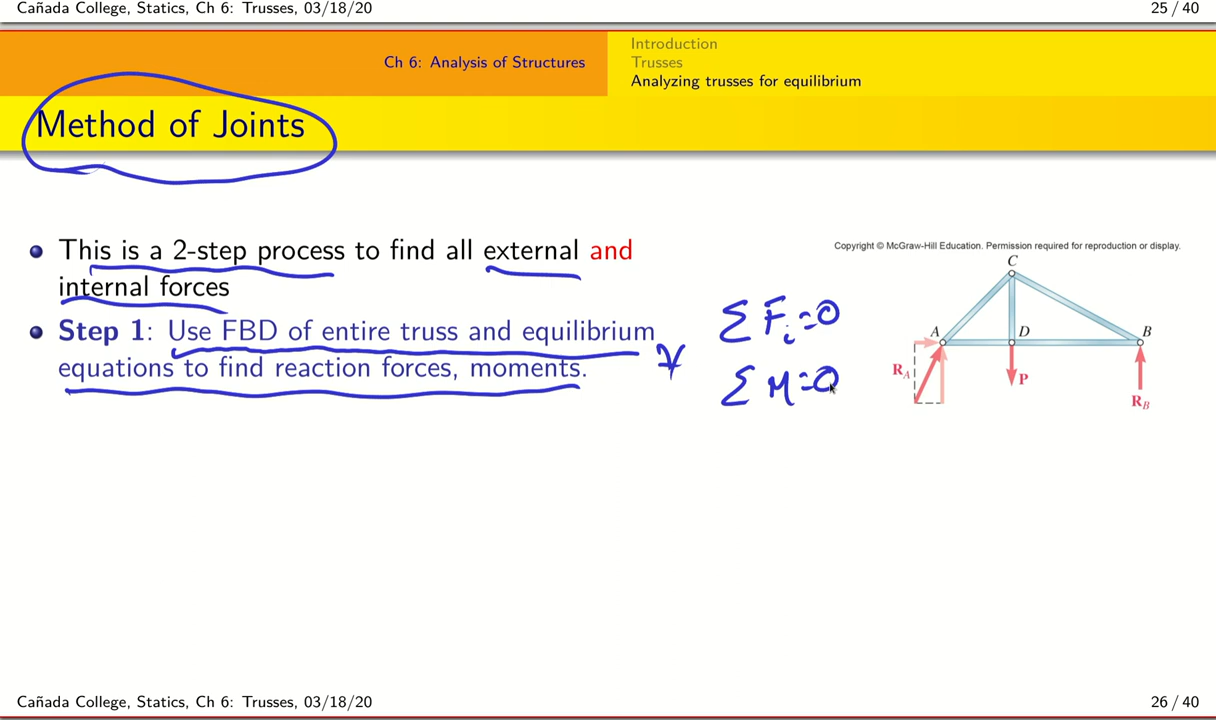 Cañada College, Statics, Ch 6: Trusses, 03/18/20 25 / 40
Introduction
Ch 6: Analysis of Structures Trusses
Analyzing trusses for equilibrium
Method of Joints
This is a 2-step process to find all external and
internal forces
Step 1: Use FBD of entire truss and equilibrium
equations to find reaction forces, moments.
Σ Fᵢ=0
Σ M=0
Copyright © McGraw-Hill Education. Permission required for reproduction or display.
C
A D B
R_A P
R_B
Cañada College, Statics, Ch 6: Trusses, 03/18/20 26 / 40